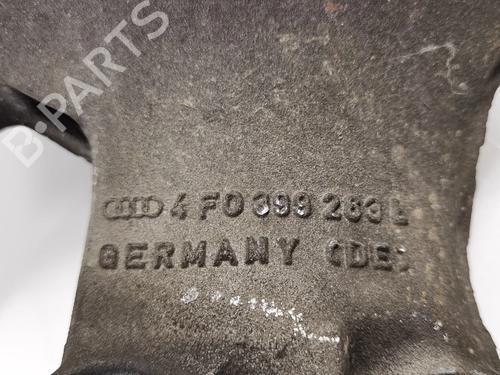 B-PARTS
4F0 399 263 L
GERMANY (DE)